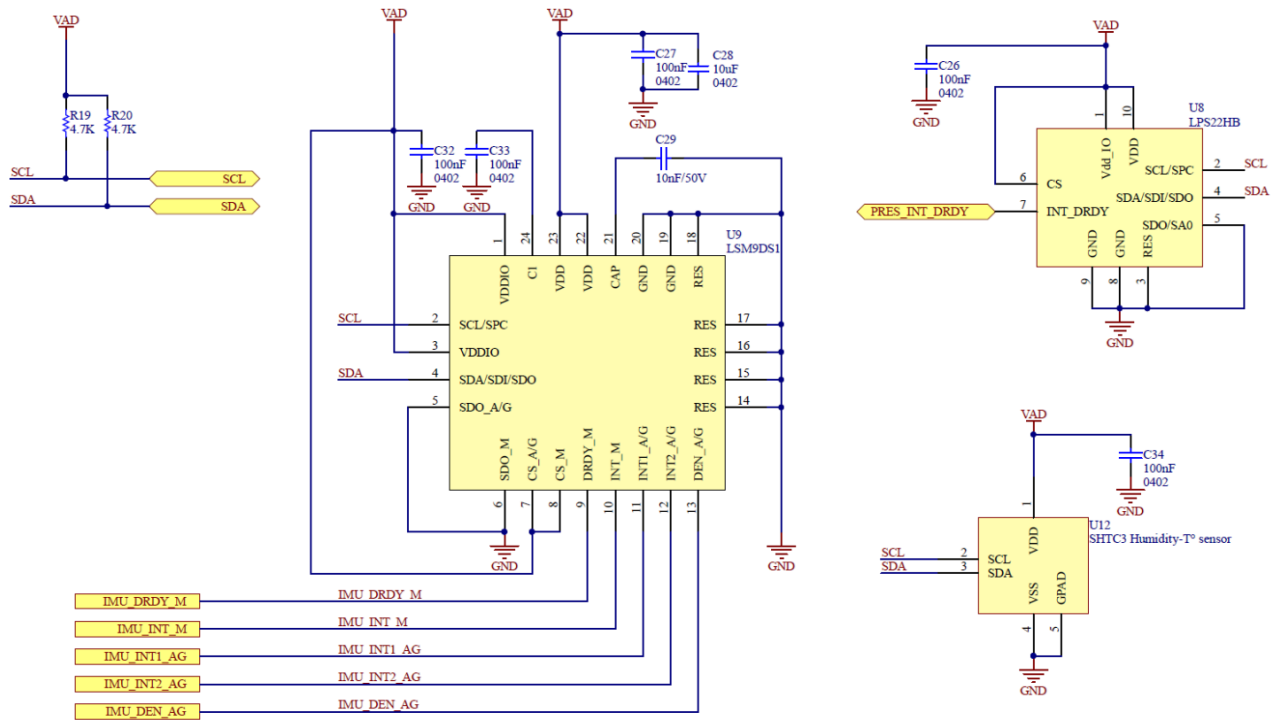 VAD
R19
4.7K
R20
4.7K
SCL
SCL
SDA
SDA
VAD
C32
100nF
0402
GND
C33
100nF
0402
GND
VAD
C27
100nF
0402
GND
C28
10uF
0402
C29
10nF/50V
U9
LSM9DS1
1
24
23
22
21
20
19
18
VDDIO
C1
VDD
VDD
CAP
GND
GND
RES
SCL
2
SCL/SPC
3
VDDIO
SDA
4
SDA/SDI/SDO
5
SDO_A/G
RES
17
RES
16
RES
15
RES
14
SDO_M
CS_A/G
CS_M
DRDY_M
INT_M
INT1_A/G
INT2_A/G
DEN_A/G
6
7
8
9
10
11
12
13
GND
GND
IMU_DRDY_M
IMU_DRDY_M
IMU_INT_M
IMU_INT_M
IMU_INT1_AG
IMU_INT1_AG
IMU_INT2_AG
IMU_INT2_AG
IMU_DEN_AG
IMU_DEN_AG
VAD
C26
100nF
0402
GND
U8
LPS22HB
1
10
Vdd_IO
VDD
6
CS
PRES_INT_DRDY
7
INT_DRDY
SCL/SPC
2
SCL
SDA/SDI/SDO
4
SDA
SDO/SA0
5
GND
GND
RES
9
8
3
GND
VAD
C34
100nF
0402
GND
U12
SHTC3 Humidity-T° sensor
1
VDD
SCL
2
SCL
SDA
3
SDA
VSS
GPAD
4
5
GND